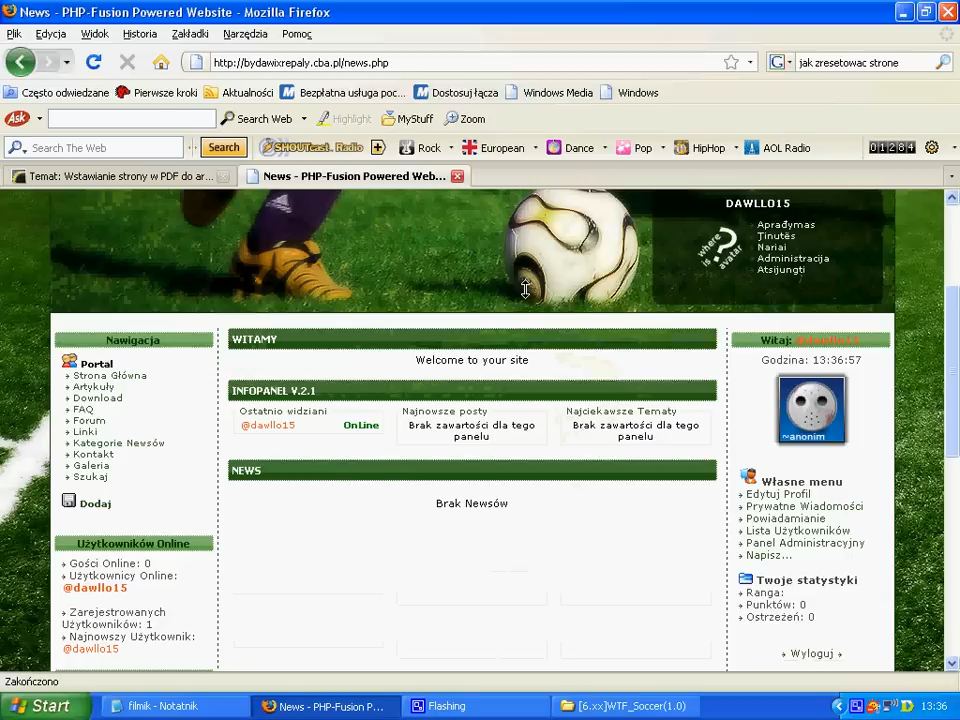 News - PHP-Fusion Powered Website - Mozilla Firefox
Plik Edycja Widok Historia Zakładki Narzędzia Pomoc
http://bydawixrepaly.cba.pl/news.php
G jak zresetowac strone
Często odwiedzane Pierwsze kroki Aktualności Bezpłatna usługa poc... Dostosuj łącza Windows Media Windows
Ask Search Web Highlight MyStuff Zoom
Search The Web Search SHOUTcast Radio Rock European Dance Pop HipHop AOL Radio 01284
Temat: Wstawianie strony w PDF do ar... News - PHP-Fusion Powered Web...
DAWLLO15
where is avatar ?
Aprađymas
Ţinutës
Nariai
Administracija
Atsijungti
Nawigacja
Portal
Strona Główna
Artykuły
Download
FAQ
Forum
Linki
Kategorie Newsów
Kontakt
Galeria
Szukaj
Dodaj
Użytkowników Online
Gości Online: 0
Użytkownicy Online:
@dawllo15
Zarejestrowanych
Użytkowników: 1
Najnowszy Użytkownik:
@dawllo15
WITAMY
Welcome to your site
INFOPANEL V.2.1
Ostatnio widziani
@dawllo15 OnLine
Najnowsze posty
Brak zawartości dla tego
panelu
Najciekawsze Tematy
Brak zawartości dla tego
panelu
NEWS
Brak Newsów
Witaj: @dawllo15
Godzina: 13:36:57
~anonim
Własne menu
Edytuj Profil
Prywatne Wiadomości
Powiadamianie
Lista Użytkowników
Panel Administracyjny
Napisz...
Twoje statystyki
Ranga:
Punktów: 0
Ostrzeżeń: 0
Wyloguj
Zakończono
Start filmik - Notatnik News - PHP-Fusion P... Flashing [6.xx]WTF_Soccer(1.0) 13:36